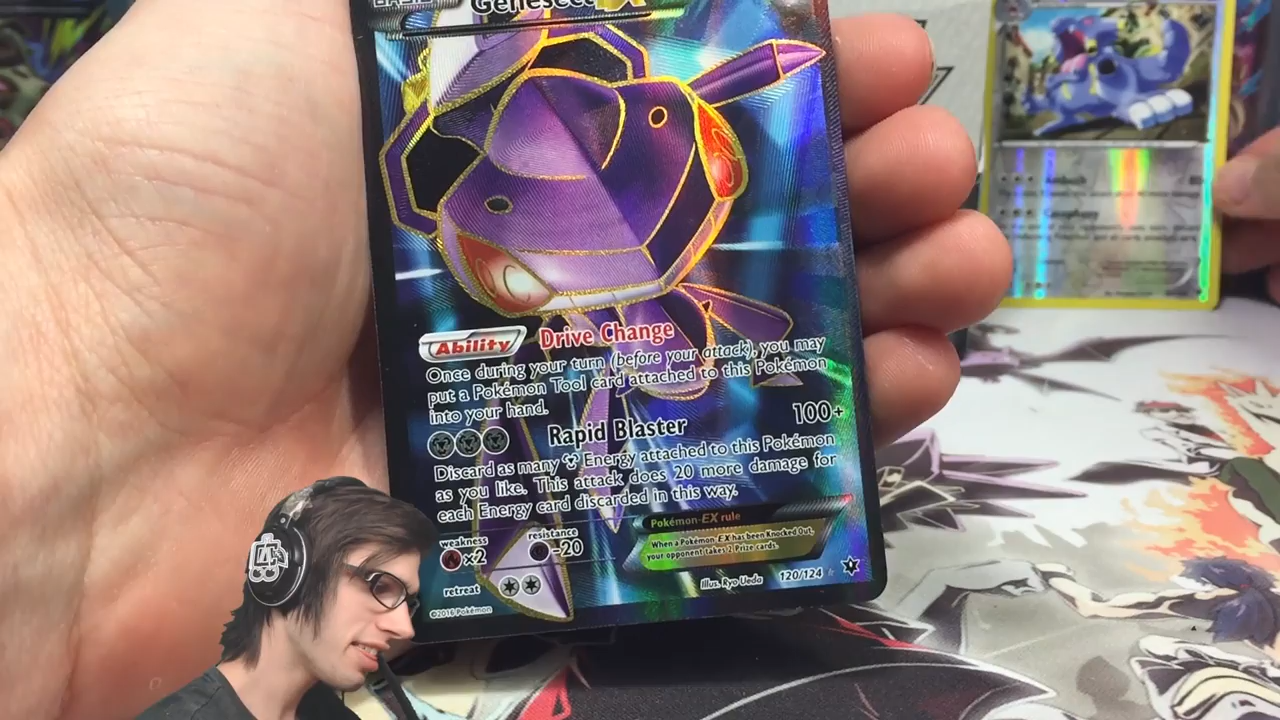 BASIC Genesect EX
Ability Drive Change
Once during your turn (before your attack), you may
put a Pokémon Tool card attached to this Pokémon
into your hand.
Rapid Blaster 100+
Discard as many Energy attached to this Pokémon
as you like. This attack does 20 more damage for
each Energy card discarded in this way.
Pokémon-EX rule
When a Pokémon-EX has been Knocked Out,
your opponent takes 2 Prize cards.
weakness resistance
x2 -20
retreat
Illus. Ryo Ueda 120/124
©2016 Pokémon